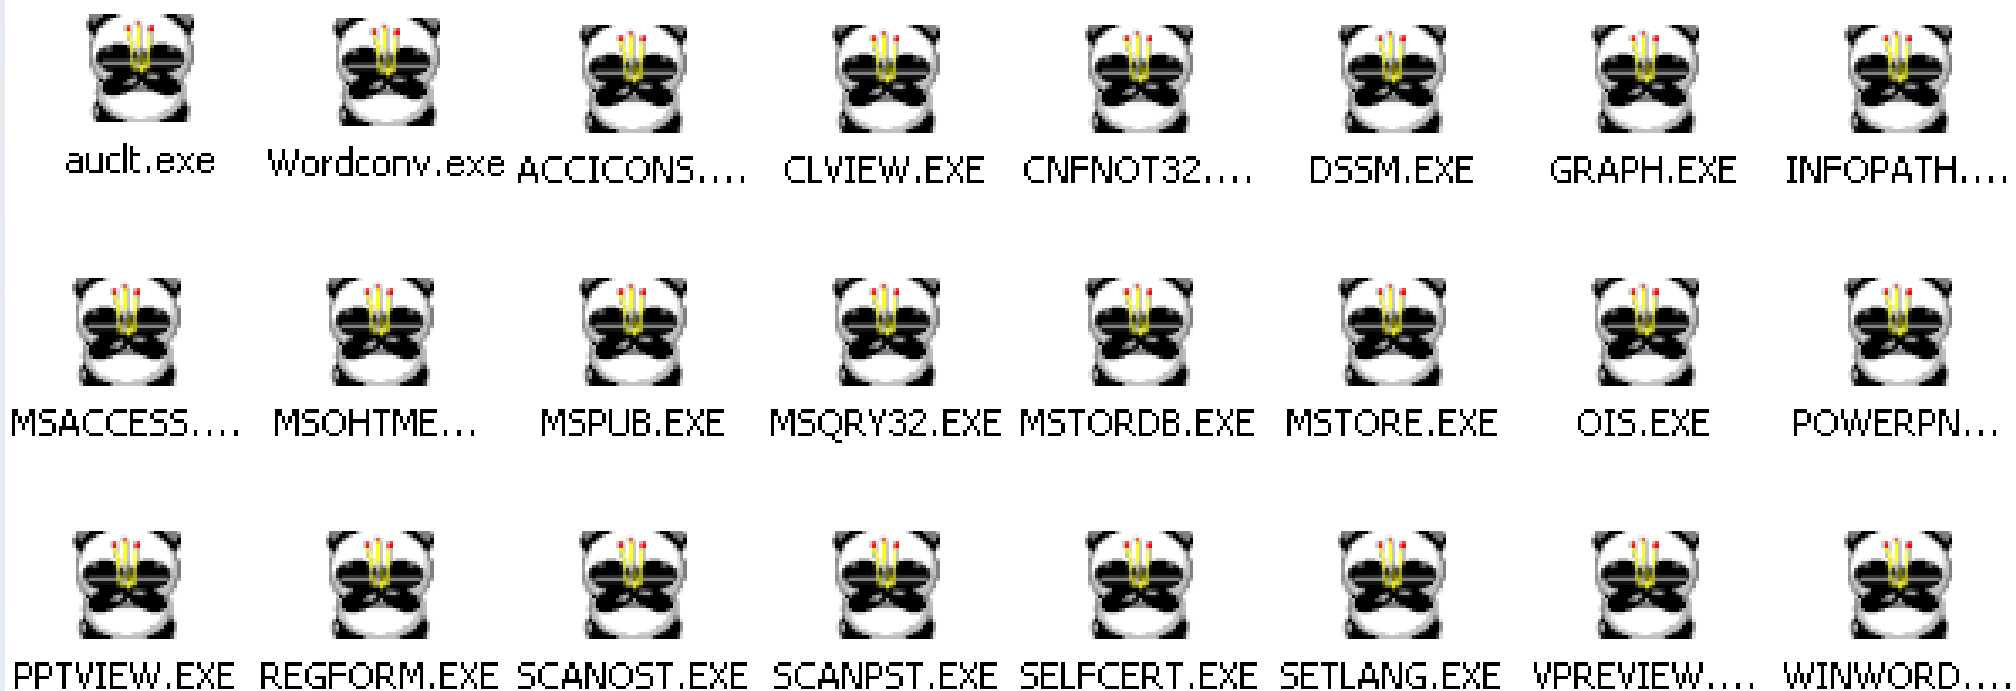 auclt.exe Wordconv.exe ACCICONS.... CLVIEW.EXE CNFNOT32.... DSSM.EXE GRAPH.EXE INFOPATH....
MSACCESS.... MSOHTME... MSPUB.EXE MSQRY32.EXE MSTORDB.EXE MSTORE.EXE OIS.EXE POWERPN...
PPTVIEW.EXE REGFORM.EXE SCANOST.EXE SCANPST.EXE SELFCERT.EXE SETLANG.EXE VPREVIEW.... WINWORD....